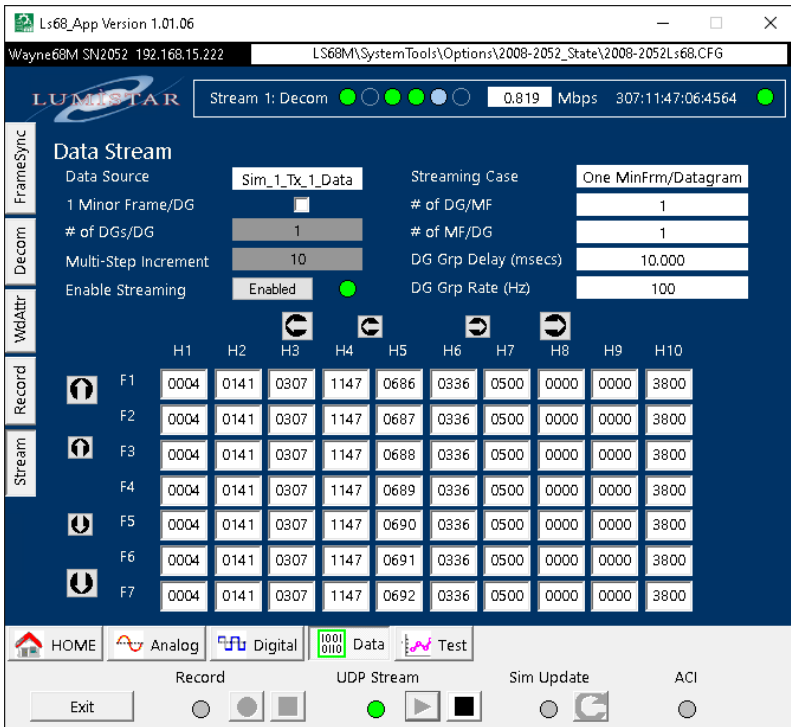 Ls68_App Version 1.01.06
Wayne68M SN2052 192.168.15.222 LS68M\SystemTools\Options\2008-2052_State\2008-2052Ls68.CFG
LUMISTAR Stream 1: Decom 0.819 Mbps 307:11:47:06:4564
FrameSync
Decom
WdAttr
Record
Stream
Data Stream
Data Source Sim_1_Tx_1_Data Streaming Case One MinFrm/Datagram
1 Minor Frame/DG # of DG/MF 1
# of DGs/DG 1 # of MF/DG 1
Multi-Step Increment 10 DG Grp Delay (msecs) 10.000
Enable Streaming Enabled DG Grp Rate (Hz) 100
H1 H2 H3 H4 H5 H6 H7 H8 H9 H10
F1 0004 0141 0307 1147 0686 0336 0500 0000 0000 3800
F2 0004 0141 0307 1147 0687 0336 0500 0000 0000 3800
F3 0004 0141 0307 1147 0688 0336 0500 0000 0000 3800
F4 0004 0141 0307 1147 0689 0336 0500 0000 0000 3800
F5 0004 0141 0307 1147 0690 0336 0500 0000 0000 3800
F6 0004 0141 0307 1147 0691 0336 0500 0000 0000 3800
F7 0004 0141 0307 1147 0692 0336 0500 0000 0000 3800
HOME Analog Digital 1001 0110 Data Test
Record UDP Stream Sim Update ACI
Exit